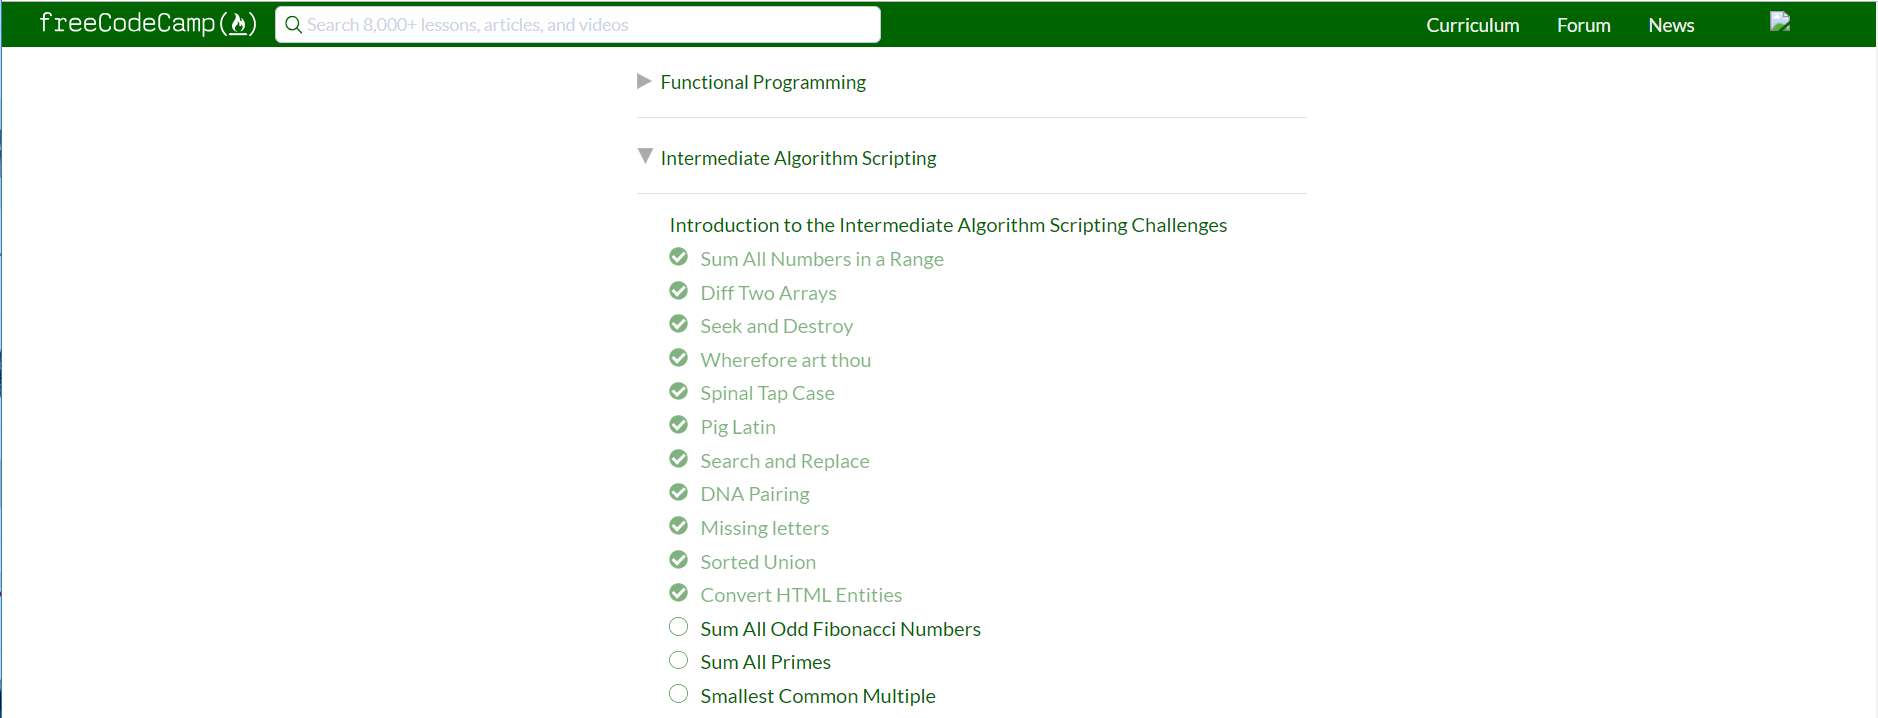 freeCodeCamp Search 8,000+ lessons, articles, and videos Curriculum Forum News
Functional Programming
Intermediate Algorithm Scripting
Introduction to the Intermediate Algorithm Scripting Challenges
Sum All Numbers in a Range
Diff Two Arrays
Seek and Destroy
Wherefore art thou
Spinal Tap Case
Pig Latin
Search and Replace
DNA Pairing
Missing letters
Sorted Union
Convert HTML Entities
Sum All Odd Fibonacci Numbers
Sum All Primes
Smallest Common Multiple